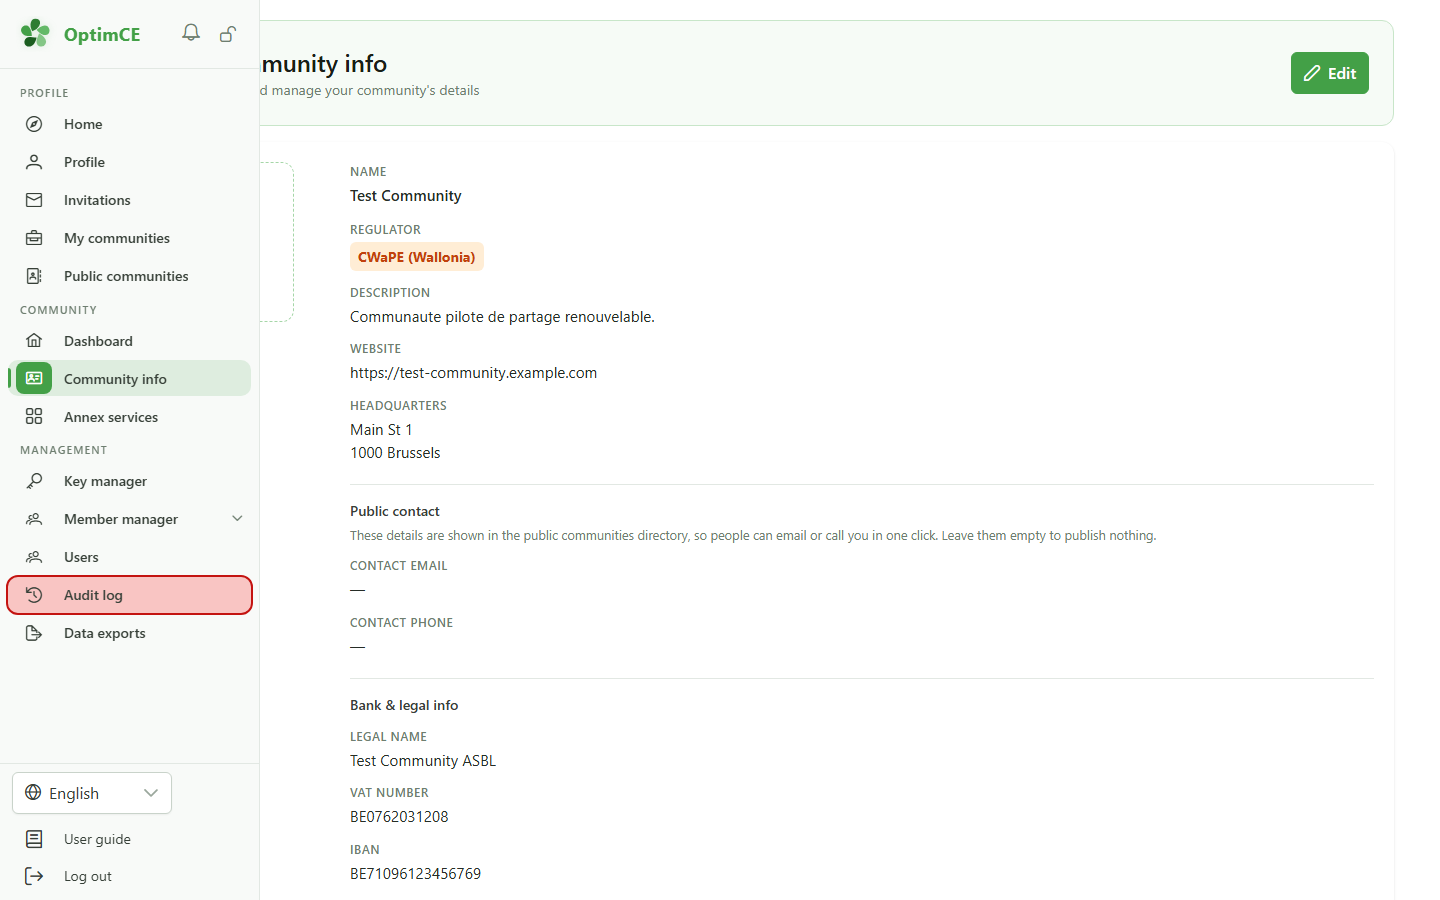 OptimCE
PROFILE
Home
Profile
Invitations
My communities
Public communities
COMMUNITY
Dashboard
Community info
Annex services
MANAGEMENT
Key manager
Member manager
Users
Audit log
Data exports
English
User guide
Log out
munity info
d manage your community's details
Edit
NAME
Test Community
REGULATOR
CWaPE (Wallonia)
DESCRIPTION
Communaute pilote de partage renouvelable.
WEBSITE
https://test-community.example.com
HEADQUARTERS
Main St 1
1000 Brussels
Public contact
These details are shown in the public communities directory, so people can email or call you in one click. Leave them empty to publish nothing.
CONTACT EMAIL
—
CONTACT PHONE
—
Bank & legal info
LEGAL NAME
Test Community ASBL
VAT NUMBER
BE0762031208
IBAN
BE71096123456769